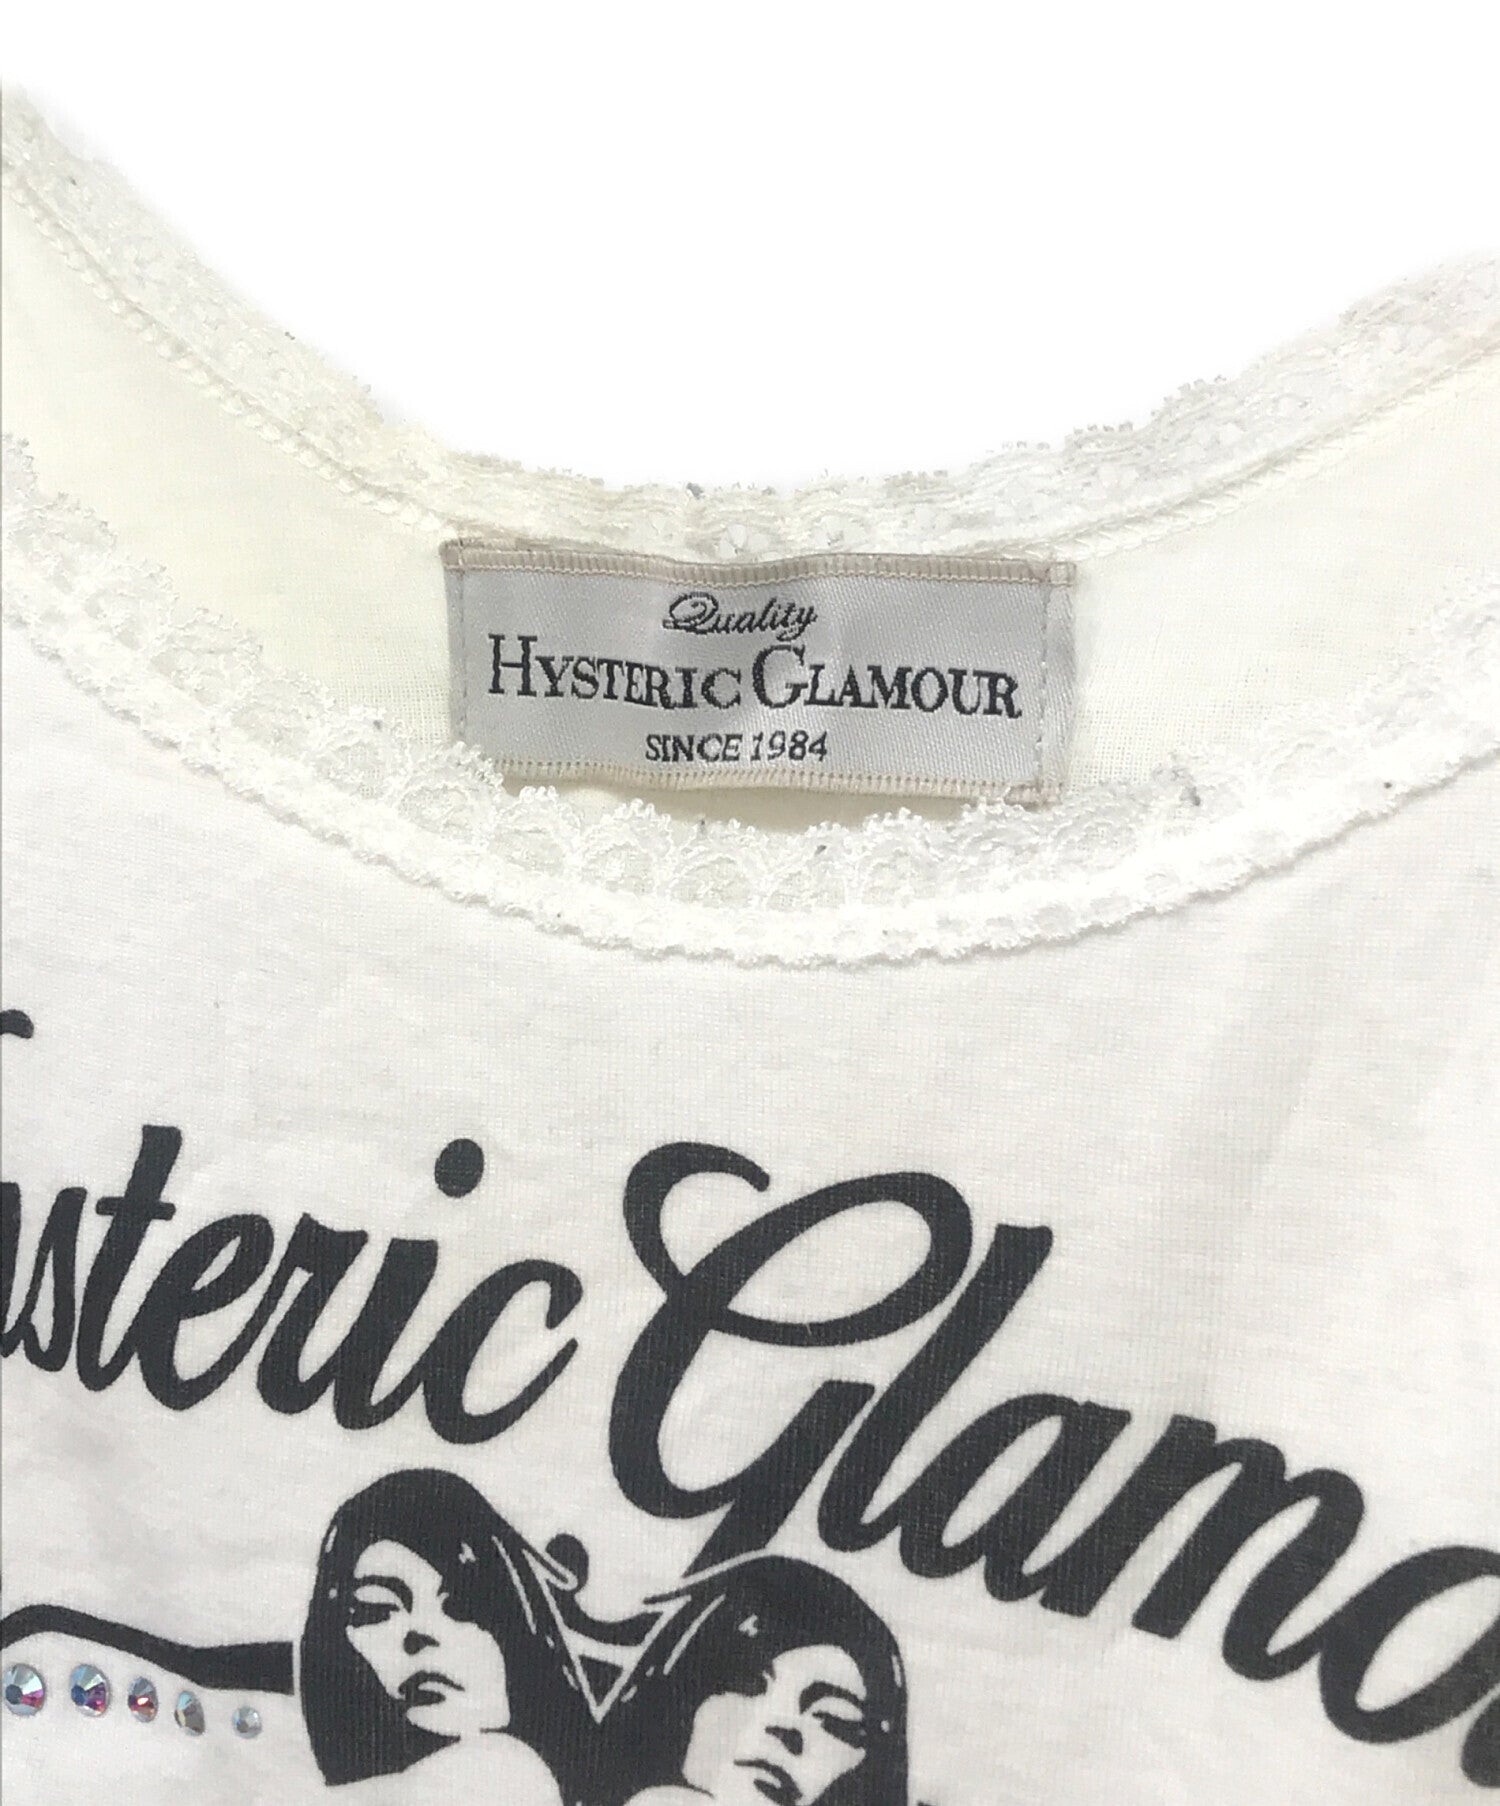 Quality
HYSTERIC GLAMOUR
SINCE 1984
ysteric Glamo